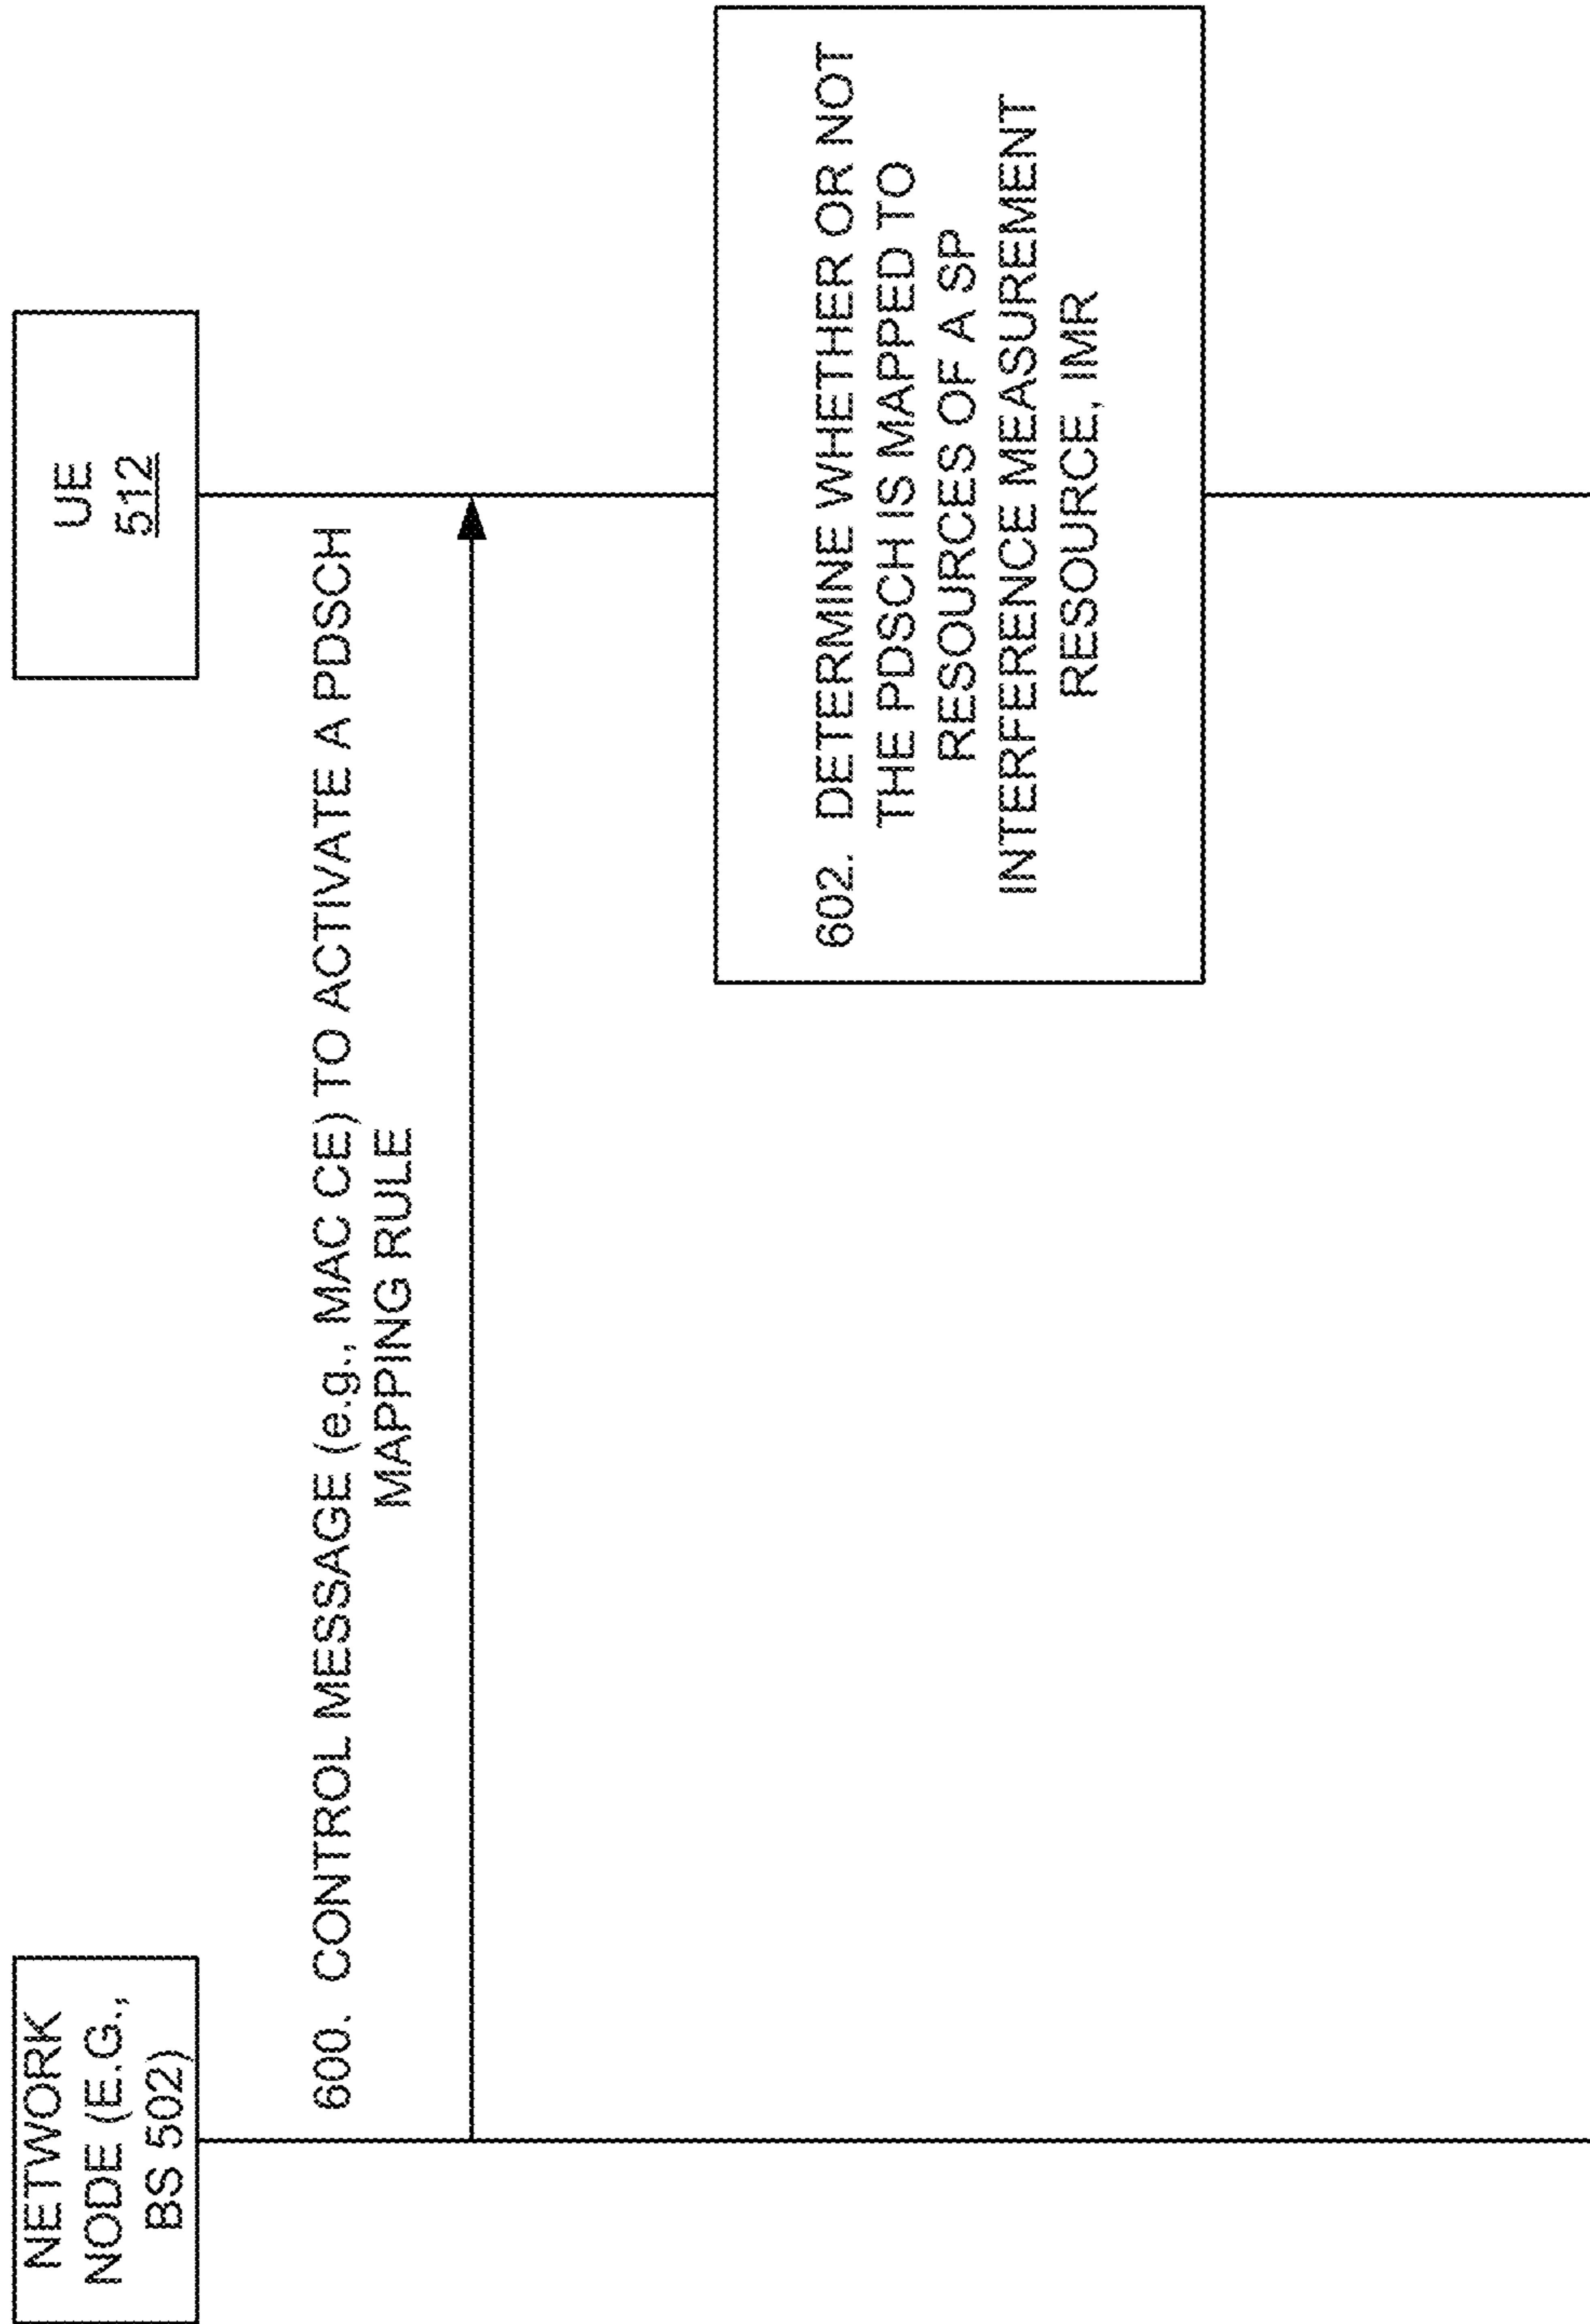 NETWORK
NODE (E.G.,
BS 502)
UE
512
600. CONTROL MESSAGE (e.g., MAC CE) TO ACTIVATE A PDSCH
MAPPING RULE
602. DETERMINE WHETHER OR NOT
THE PDSCH IS MAPPED TO
RESOURCES OF A SP
INTERFERENCE MEASUREMENT
RESOURCE, IMR